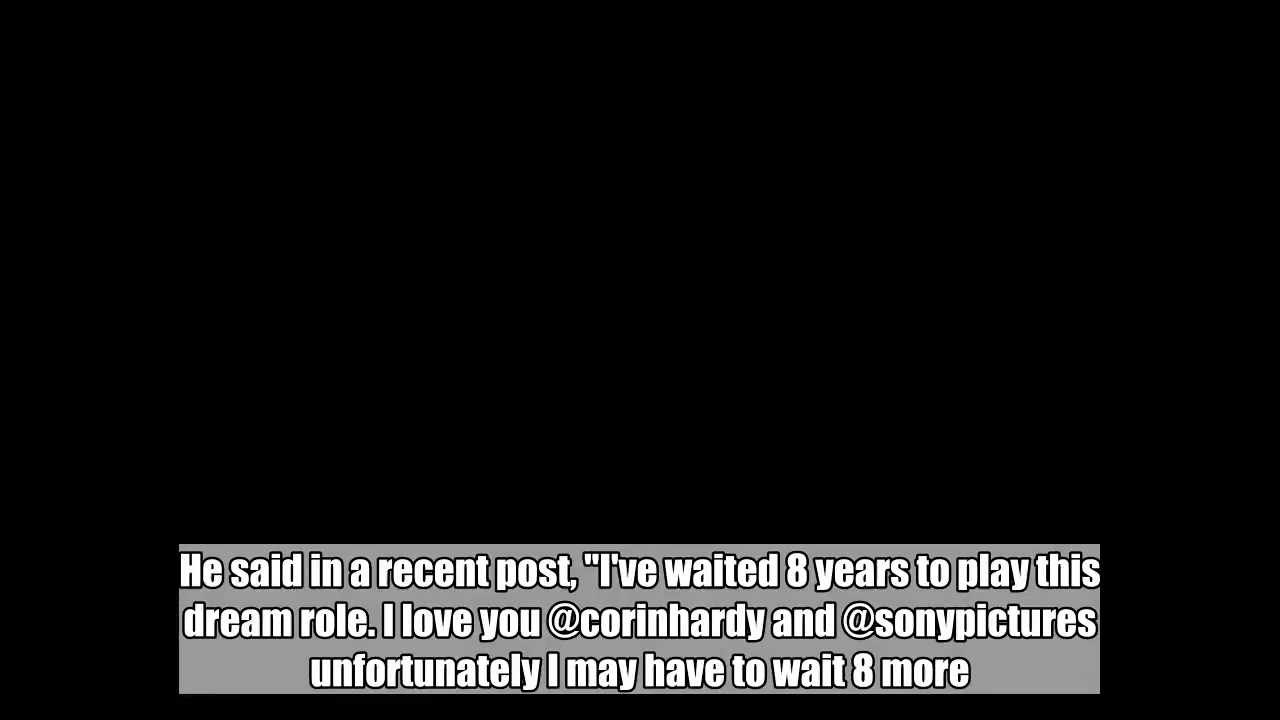 He said in a recent post, "I've waited 8 years to play this
dream role. I love you @corinhardy and @sonypictures
unfortunately I may have to wait 8 more